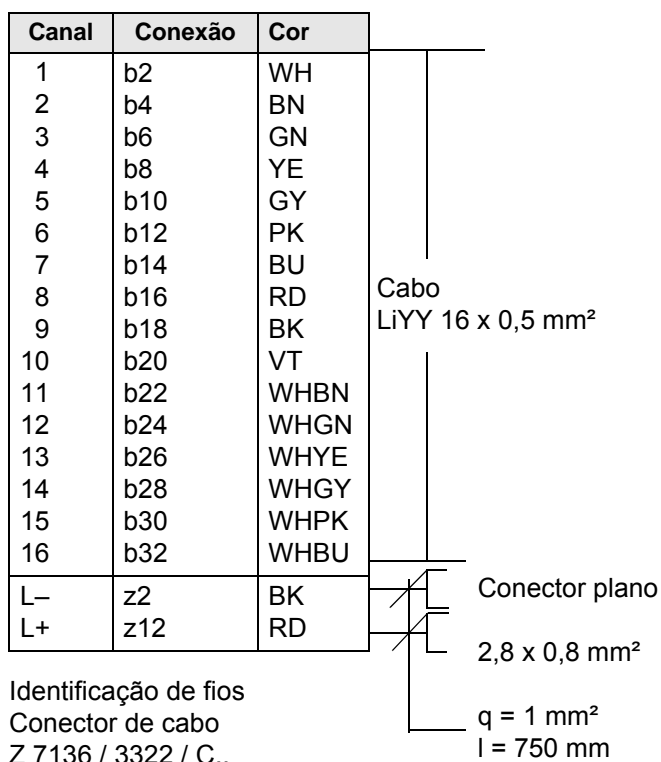 Canal Conexão Cor
1 b2 WH
2 b4 BN
3 b6 GN
4 b8 YE
5 b10 GY
6 b12 PK
7 b14 BU
8 b16 RD
9 b18 BK
10 b20 VT
11 b22 WHBN
12 b24 WHGN
13 b26 WHYE
14 b28 WHGY
15 b30 WHPK
16 b32 WHBU
L– z2 BK
L+ z12 RD
Cabo
LiYY 16 x 0,5 mm²
Conector plano
2,8 x 0,8 mm²
q = 1 mm²
l = 750 mm
Identificação de fios
Conector de cabo
Z 7136 / 3322 / C..